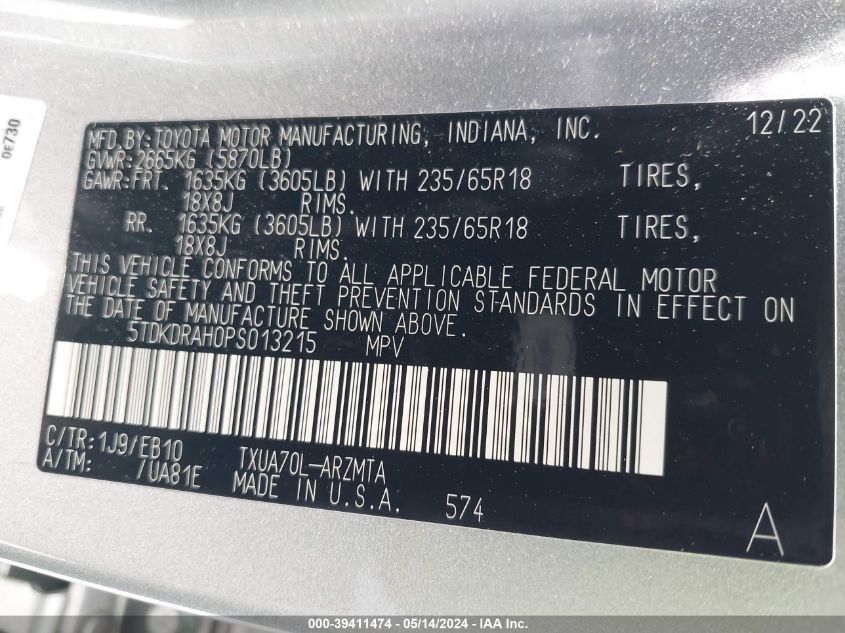 0E730
MFD.BY:TOYOTA MOTOR MANUFACTURING, INDIANA, INC. 12/22
GVWR:2665KG (5870LB)
GAWR:FRT. 1635KG (3605LB) WITH 235/65R18 TIRES,
18X8J RIMS.
RR. 1635KG (3605LB) WITH 235/65R18 TIRES,
18X8J RIMS.
THIS VEHICLE CONFORMS TO ALL APPLICABLE FEDERAL MOTOR
VEHICLE SAFETY AND THEFT PREVENTION STANDARDS IN EFFECT ON
THE DATE OF MANUFACTURE SHOWN ABOVE.
5TDKDRAH0PS013215 MPV
C/TR:1J9/EB10 TXUA70L-ARZMTA
A/TM: /UA81E MADE IN U.S.A. 574 A
000-39411474 - 05/14/2024 - IAA Inc.